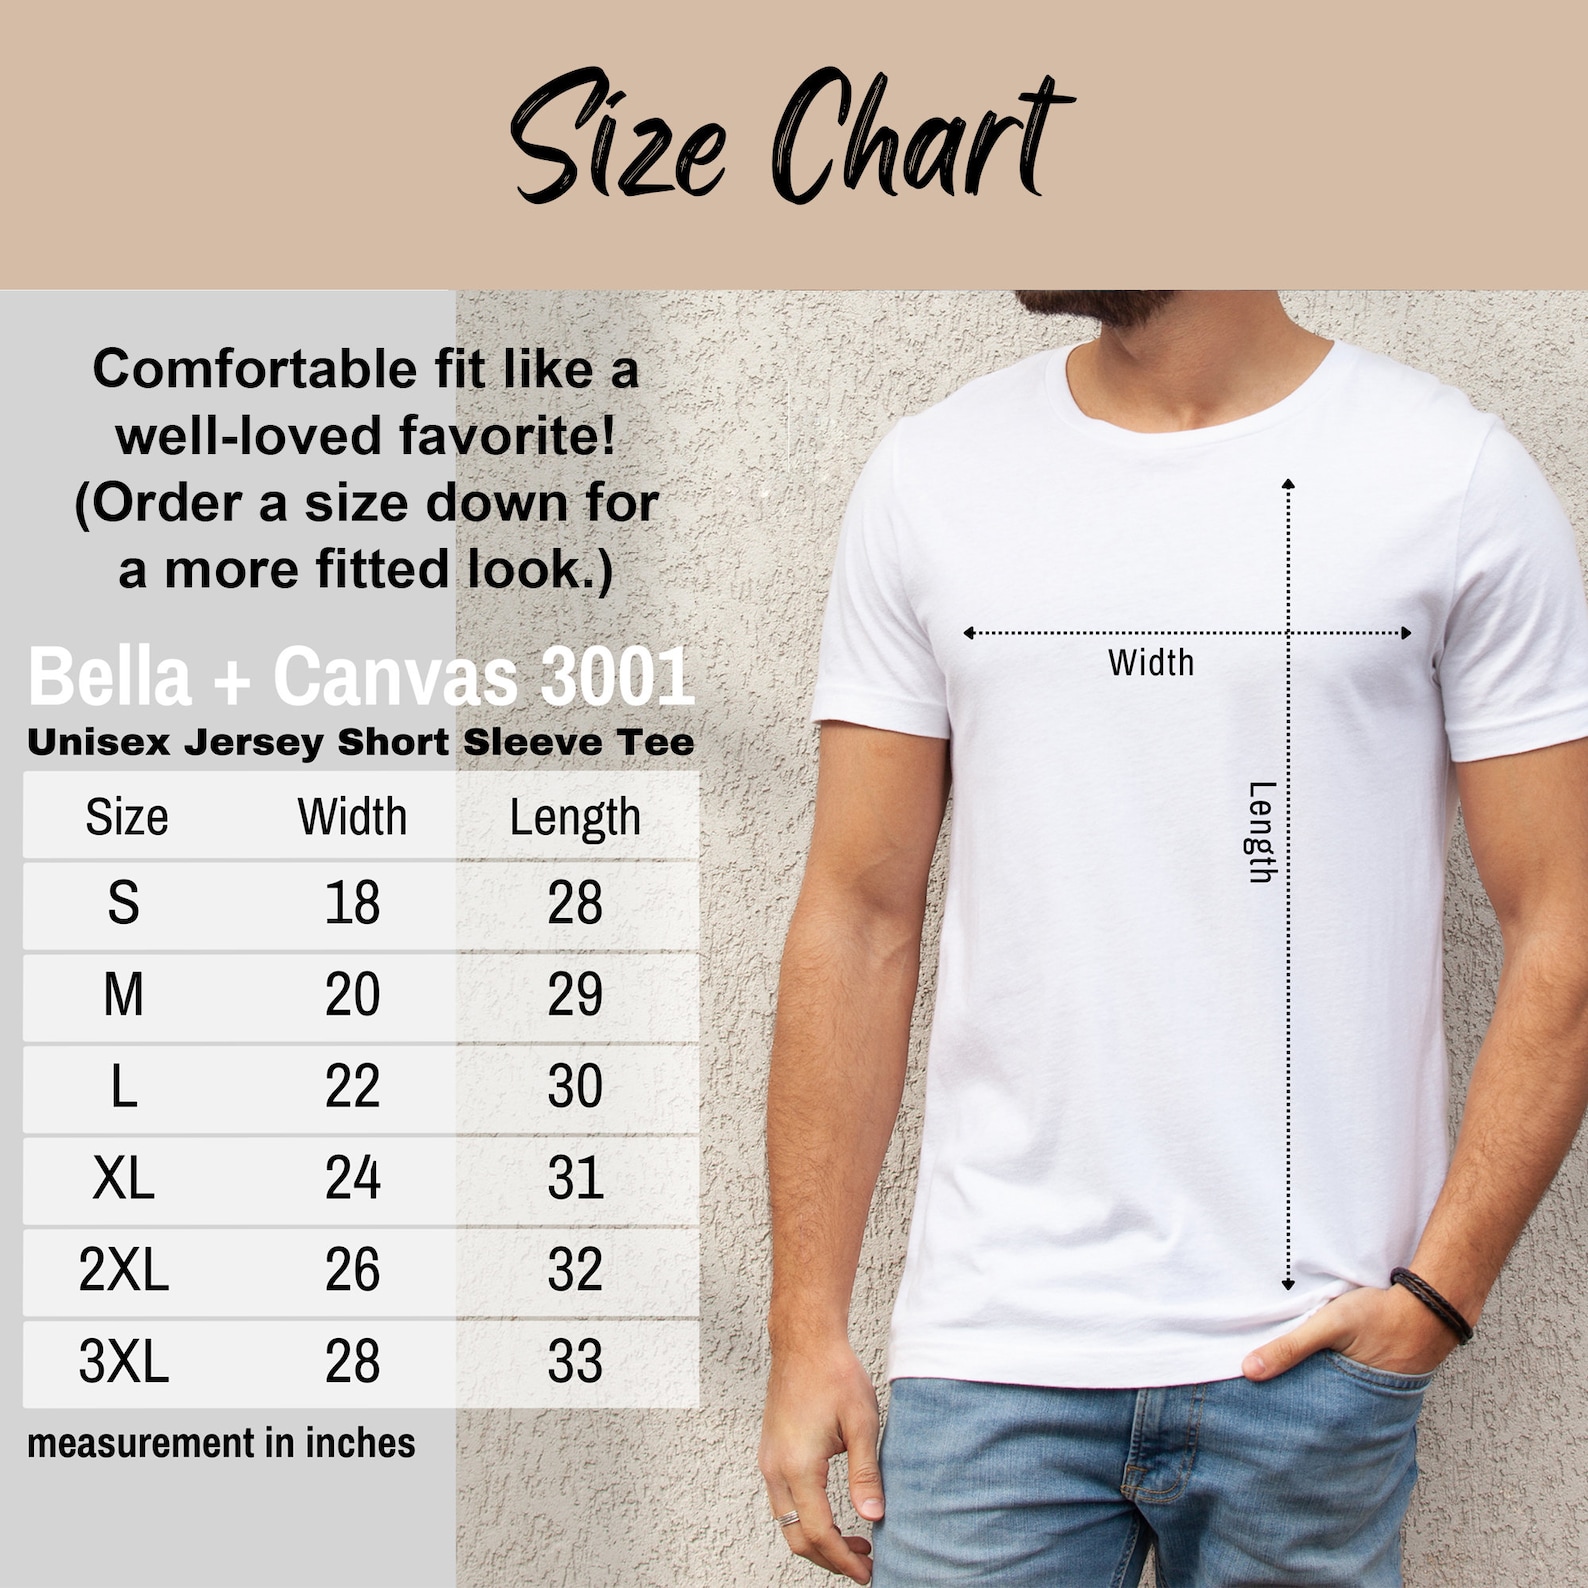 Size Chart
Comfortable fit like a
well-loved favorite!
(Order a size down for
a more fitted look.)
Bella + Canvas 3001
Unisex Jersey Short Sleeve Tee
Size Width Length
S 18 28
M 20 29
L 22 30
XL 24 31
2XL 26 32
3XL 28 33
measurement in inches
Width
Length